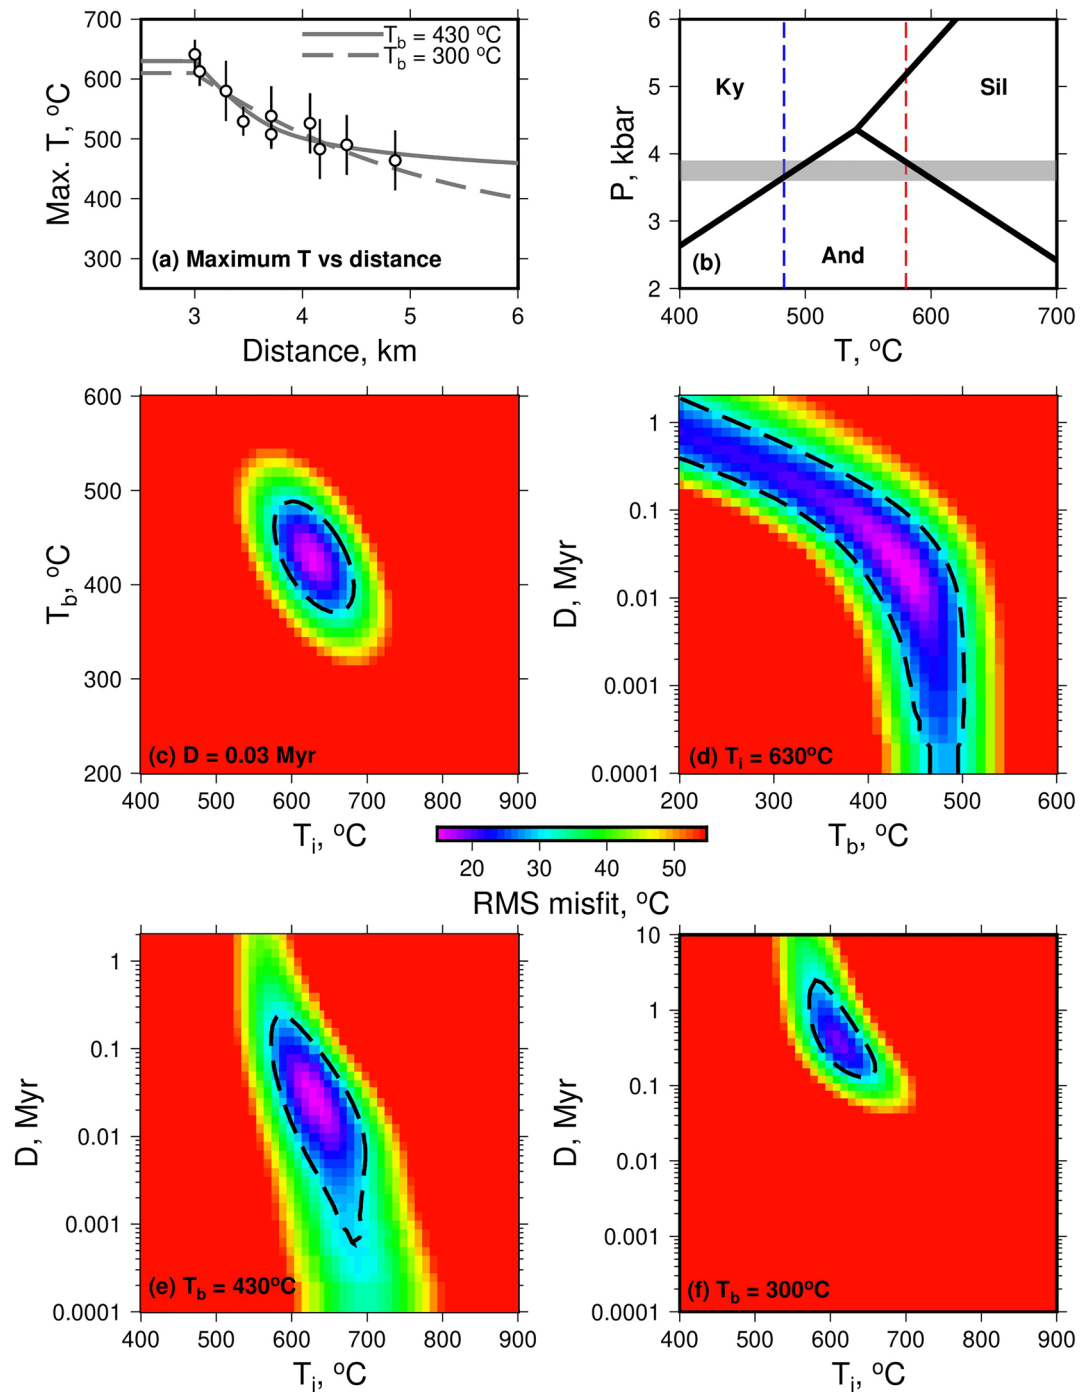 700
600
500
400
300
Max. T, °C
T_b = 430 °C
T_b = 300 °C
(a) Maximum T vs distance
3
4
5
6
Distance, km
6
5
4
3
2
P, kbar
Ky
Sil
And
(b)
400
500
600
700
T, °C
600
500
400
300
200
T_b, °C
(c) D = 0.03 Myr
400
500
600
700
800
900
T_i, °C
1
0.1
0.01
0.001
0.0001
D, Myr
(d) T_i = 630°C
200
300
400
500
600
T_b, °C
20
30
40
50
RMS misfit, °C
1
0.1
0.01
0.001
0.0001
D, Myr
(e) T_b = 430°C
400
500
600
700
800
900
T_i, °C
10
1
0.1
0.01
0.001
0.0001
D, Myr
(f) T_b = 300°C
400
500
600
700
800
900
T_i, °C